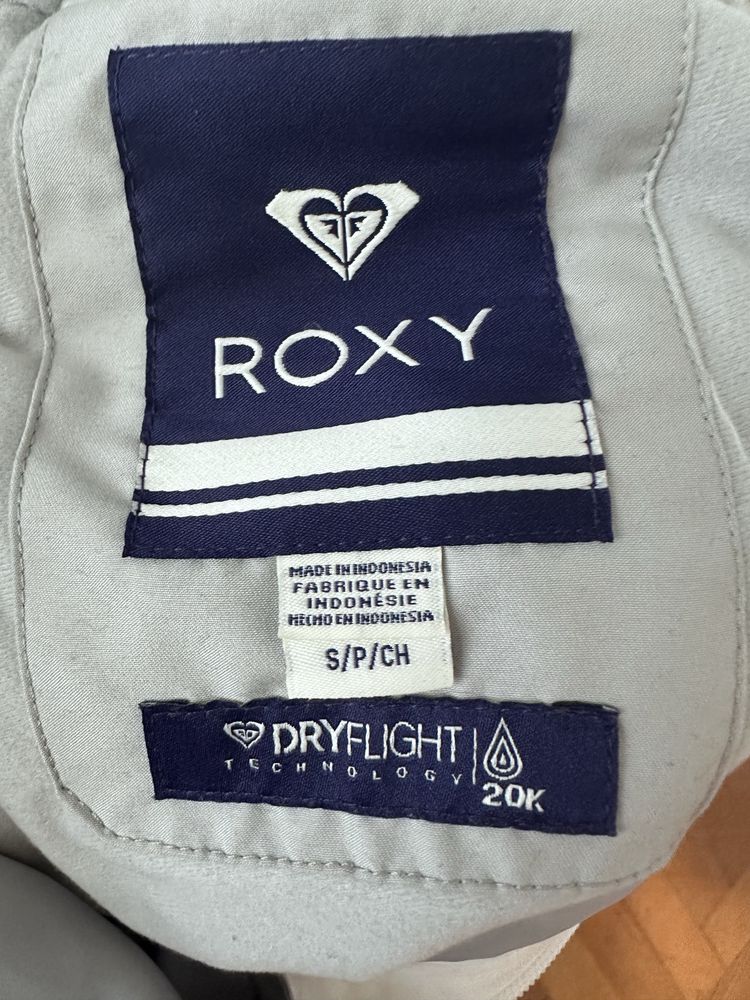 ROXY
MADE IN INDONESIA
FABRIQUE EN
INDONÉSIE
HECHO EN INDONESIA
S/P/CH
DRYFLIGHT
TECHNOLOGY
20K